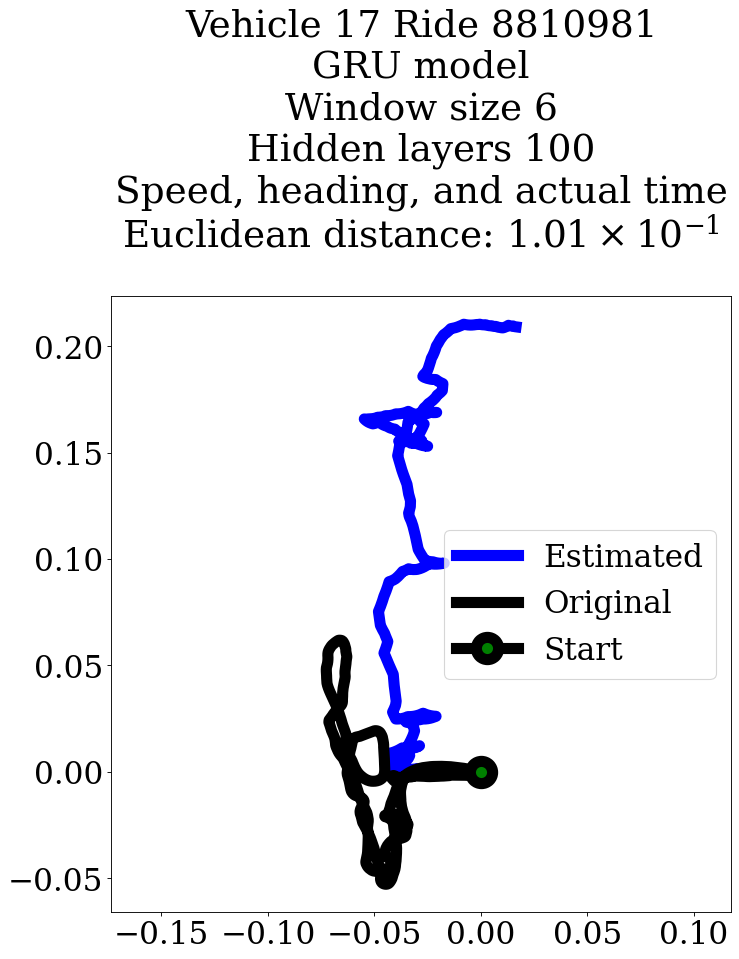 Vehicle 17 Ride 8810981
GRU model
Window size 6
Hidden layers 100
Speed, heading, and actual time
Euclidean distance: 1.01 × 10⁻¹
0.20
0.15
0.10
0.05
0.00
−0.05
Estimated
Original
Start
−0.15 −0.10 −0.05 0.00 0.05 0.10